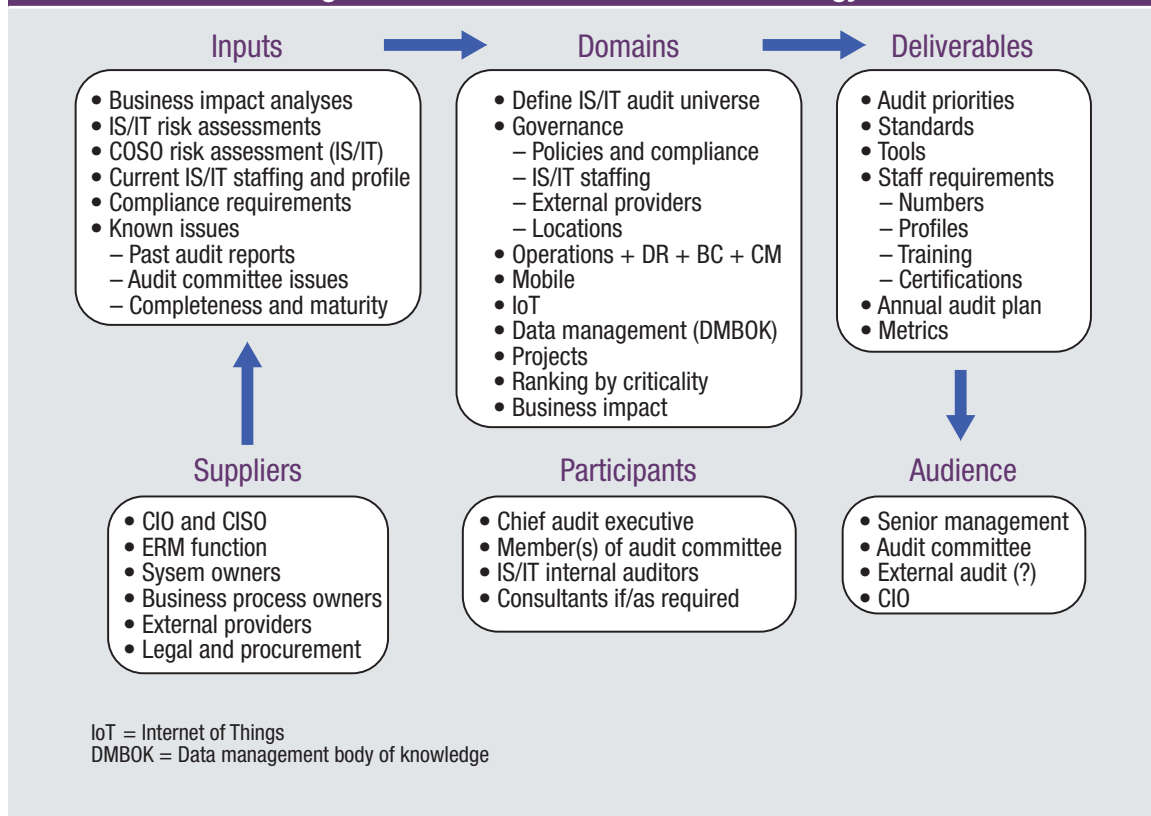 Inputs
Domains
Deliverables
• Business impact analyses
• IS/IT risk assessments
• COSO risk assessment (IS/IT)
• Current IS/IT staffing and profile
• Compliance requirements
• Known issues
– Past audit reports
– Audit committee issues
– Completeness and maturity
• Define IS/IT audit universe
• Governance
– Policies and compliance
– IS/IT staffing
– External providers
– Locations
• Operations + DR + BC + CM
• Mobile
• IoT
• Data management (DMBOK)
• Projects
• Ranking by criticality
• Business impact
• Audit priorities
• Standards
• Tools
• Staff requirements
– Numbers
– Profiles
– Training
– Certifications
• Annual audit plan
• Metrics
Suppliers
Participants
Audience
• CIO and CISO
• ERM function
• Sysem owners
• Business process owners
• External providers
• Legal and procurement
• Chief audit executive
• Member(s) of audit committee
• IS/IT internal auditors
• Consultants if/as required
• Senior management
• Audit committee
• External audit (?)
• CIO
IoT = Internet of Things
DMBOK = Data management body of knowledge